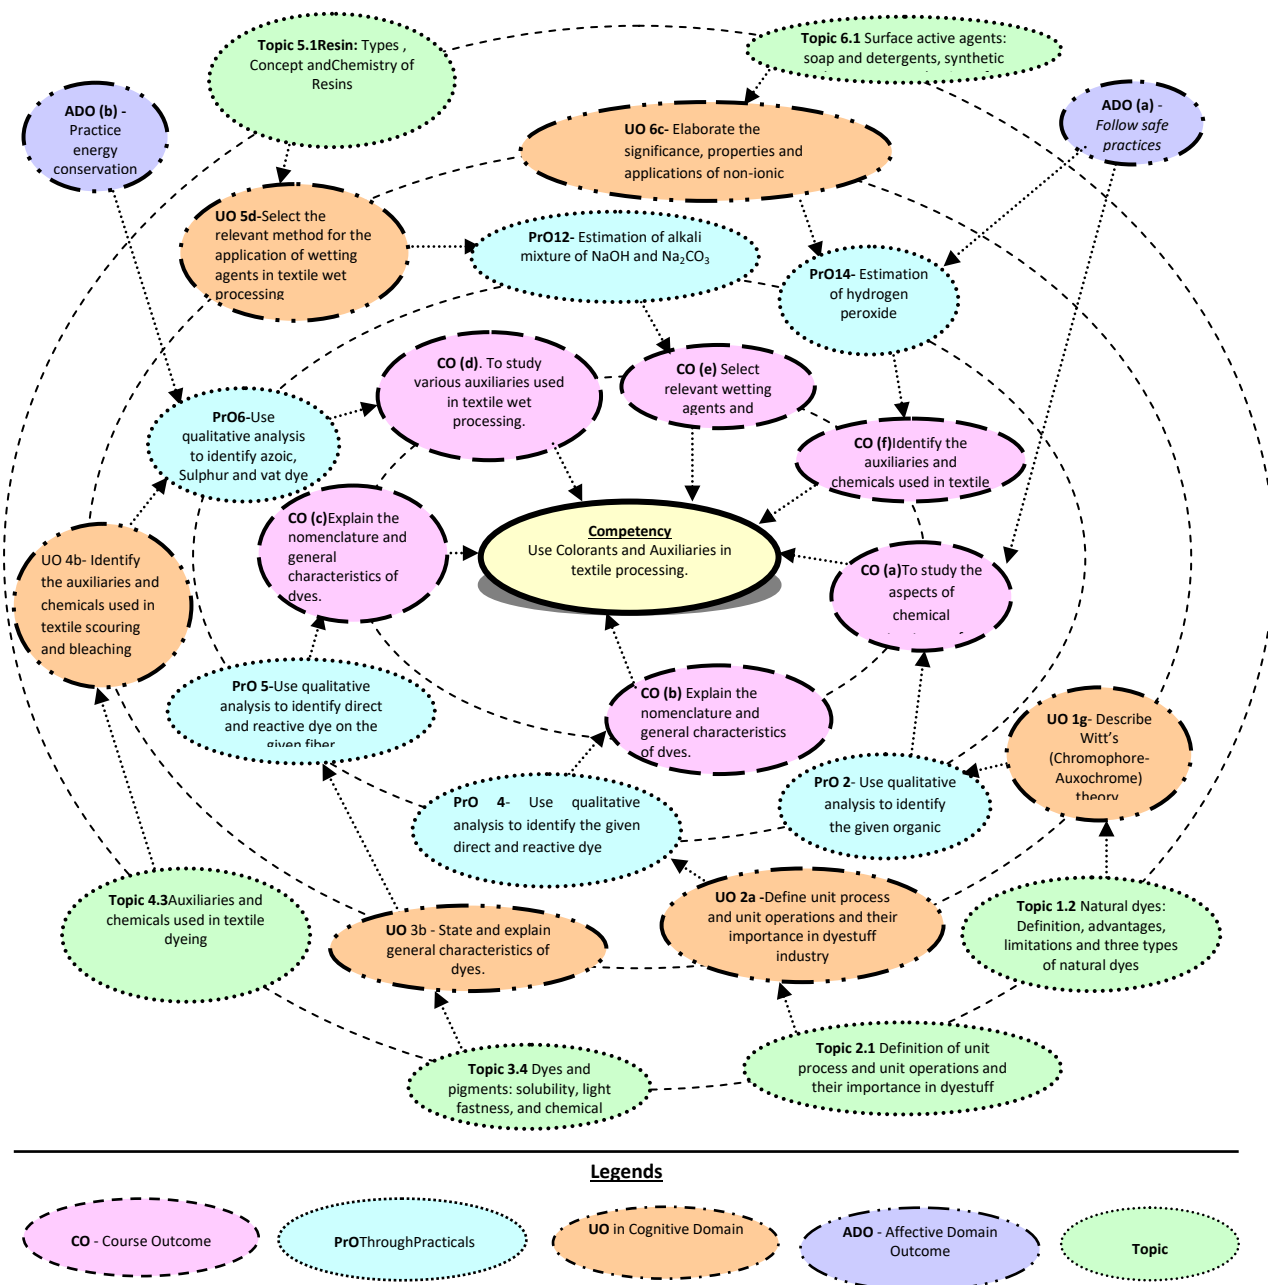 Topic 5.1Resin: Types ,
Concept andChemistry of
Resins
Topic 6.1 Surface active agents:
soap and detergents, synthetic
ADO (b) -
Practice
energy
conservation
ADO (a) -
Follow safe
practices
UO 6c- Elaborate the
significance, properties and
applications of non-ionic
UO 5d-Select the
relevant method for the
application of wetting
agents in textile wet
processing
PrO12- Estimation of alkali
mixture of NaOH and Na₂CO₃
PrO14- Estimation
of hydrogen
peroxide
CO (d). To study
various auxiliaries used
in textile wet
processing.
CO (e) Select
relevant wetting
agents and
PrO6-Use
qualitative analysis
to identify azoic,
Sulphur and vat dye
CO (f)Identify the
auxiliaries and
chemicals used in textile
CO (c)Explain the
nomenclature and
general
characteristics of
dyes.
Competency
Use Colorants and Auxiliaries in
textile processing.
CO (a)To study the
aspects of
chemical
UO 4b- Identify
the auxiliaries and
chemicals used in
textile scouring
and bleaching
PrO 5-Use qualitative
analysis to identify direct
and reactive dye on the
given fiber
CO (b) Explain the
nomenclature and
general characteristics
of dyes.
UO 1g- Describe
Witt's
(Chromophore-
Auxochrome)
theory
PrO 4- Use qualitative
analysis to identify the given
direct and reactive dye
PrO 2- Use qualitative
analysis to identify
the given organic
Topic 4.3Auxiliaries and
chemicals used in textile
dyeing
UO 3b - State and explain
general characteristics of
dyes.
UO 2a -Define unit process
and unit operations and their
importance in dyestuff
industry
Topic 1.2 Natural dyes:
Definition, advantages,
limitations and three types
of natural dyes
Topic 3.4 Dyes and
pigments: solubility, light
fastness, and chemical
Topic 2.1 Definition of unit
process and unit operations and
their importance in dyestuff
Legends
CO - Course Outcome
PrOThroughPracticals
UO in Cognitive Domain
ADO - Affective Domain
Outcome
Topic